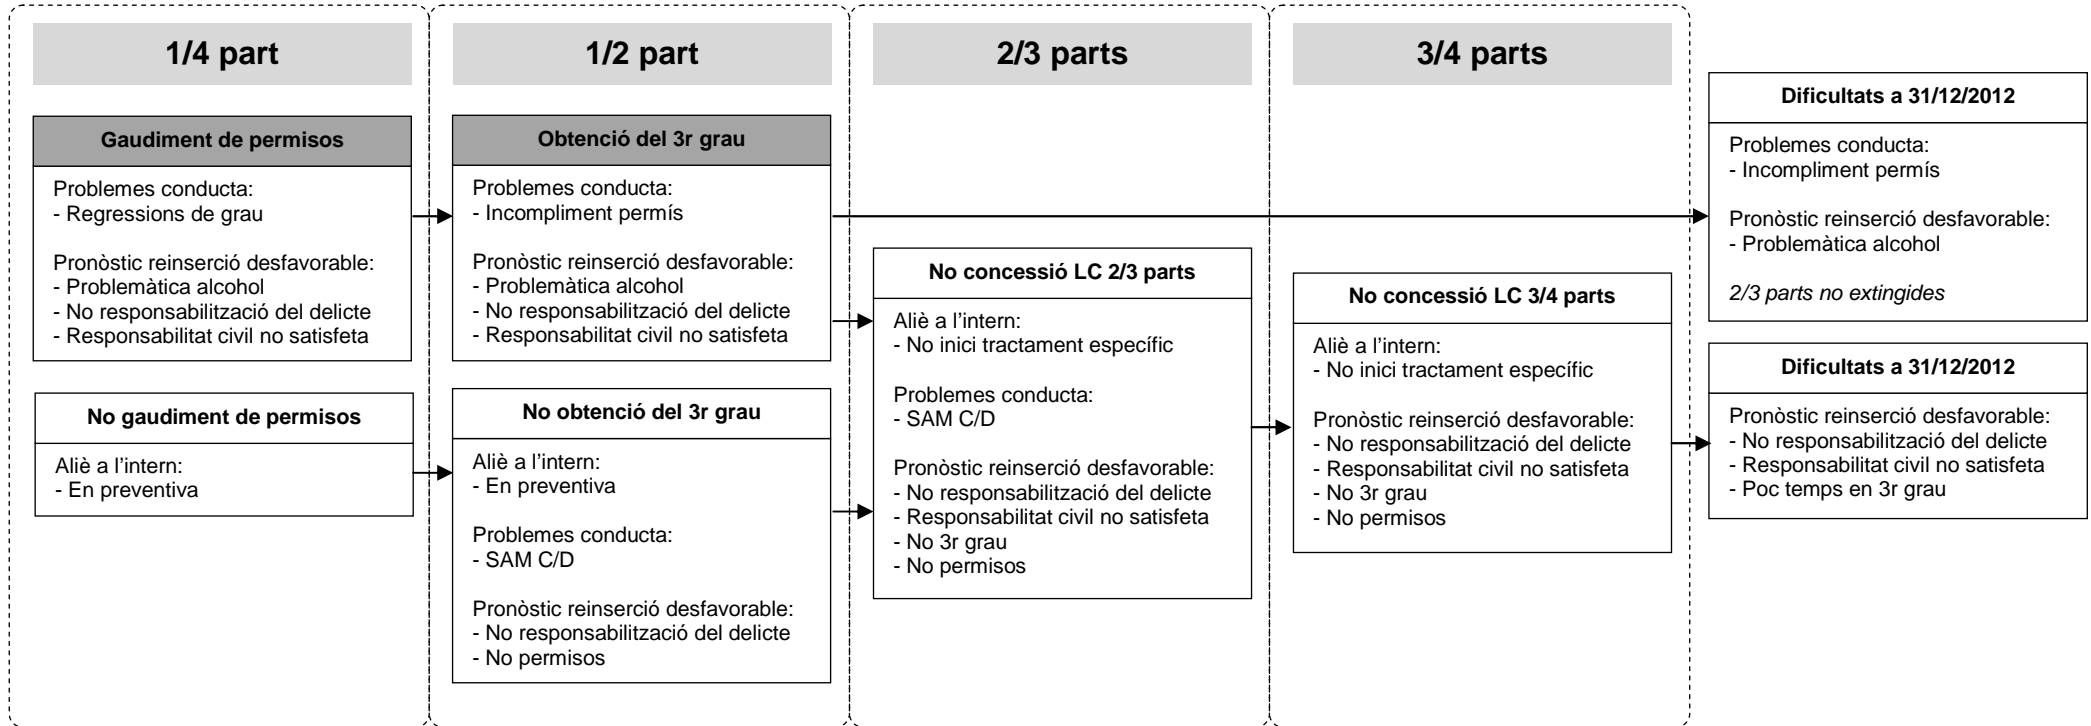 1/4 part
Gaudiment de permisos
Problemes conducta:
- Regressions de grau
Pronòstic reinserció desfavorable:
- Problemàtica alcohol
- No responsabilització del delicte
- Responsabilitat civil no satisfeta
No gaudiment de permisos
Aliè a l’intern:
- En preventiva
1/2 part
Obtenció del 3r grau
Problemes conducta:
- Incompliment permís
Pronòstic reinserció desfavorable:
- Problemàtica alcohol
- No responsabilització del delicte
- Responsabilitat civil no satisfeta
No obtenció del 3r grau
Aliè a l’intern:
- En preventiva
Problemes conducta:
- SAM C/D
Pronòstic reinserció desfavorable:
- No responsabilització del delicte
- No permisos
2/3 parts
No concessió LC 2/3 parts
Aliè a l’intern:
- No inici tractament específic
Problemes conducta:
- SAM C/D
Pronòstic reinserció desfavorable:
- No responsabilització del delicte
- Responsabilitat civil no satisfeta
- No 3r grau
- No permisos
3/4 parts
No concessió LC 3/4 parts
Aliè a l’intern:
- No inici tractament específic
Pronòstic reinserció desfavorable:
- No responsabilització del delicte
- Responsabilitat civil no satisfeta
- No 3r grau
- No permisos
Dificultats a 31/12/2012
Problemes conducta:
- Incompliment permís
Pronòstic reinserció desfavorable:
- Problemàtica alcohol
2/3 parts no extingides
Dificultats a 31/12/2012
Pronòstic reinserció desfavorable:
- No responsabilització del delicte
- Responsabilitat civil no satisfeta
- Poc temps en 3r grau